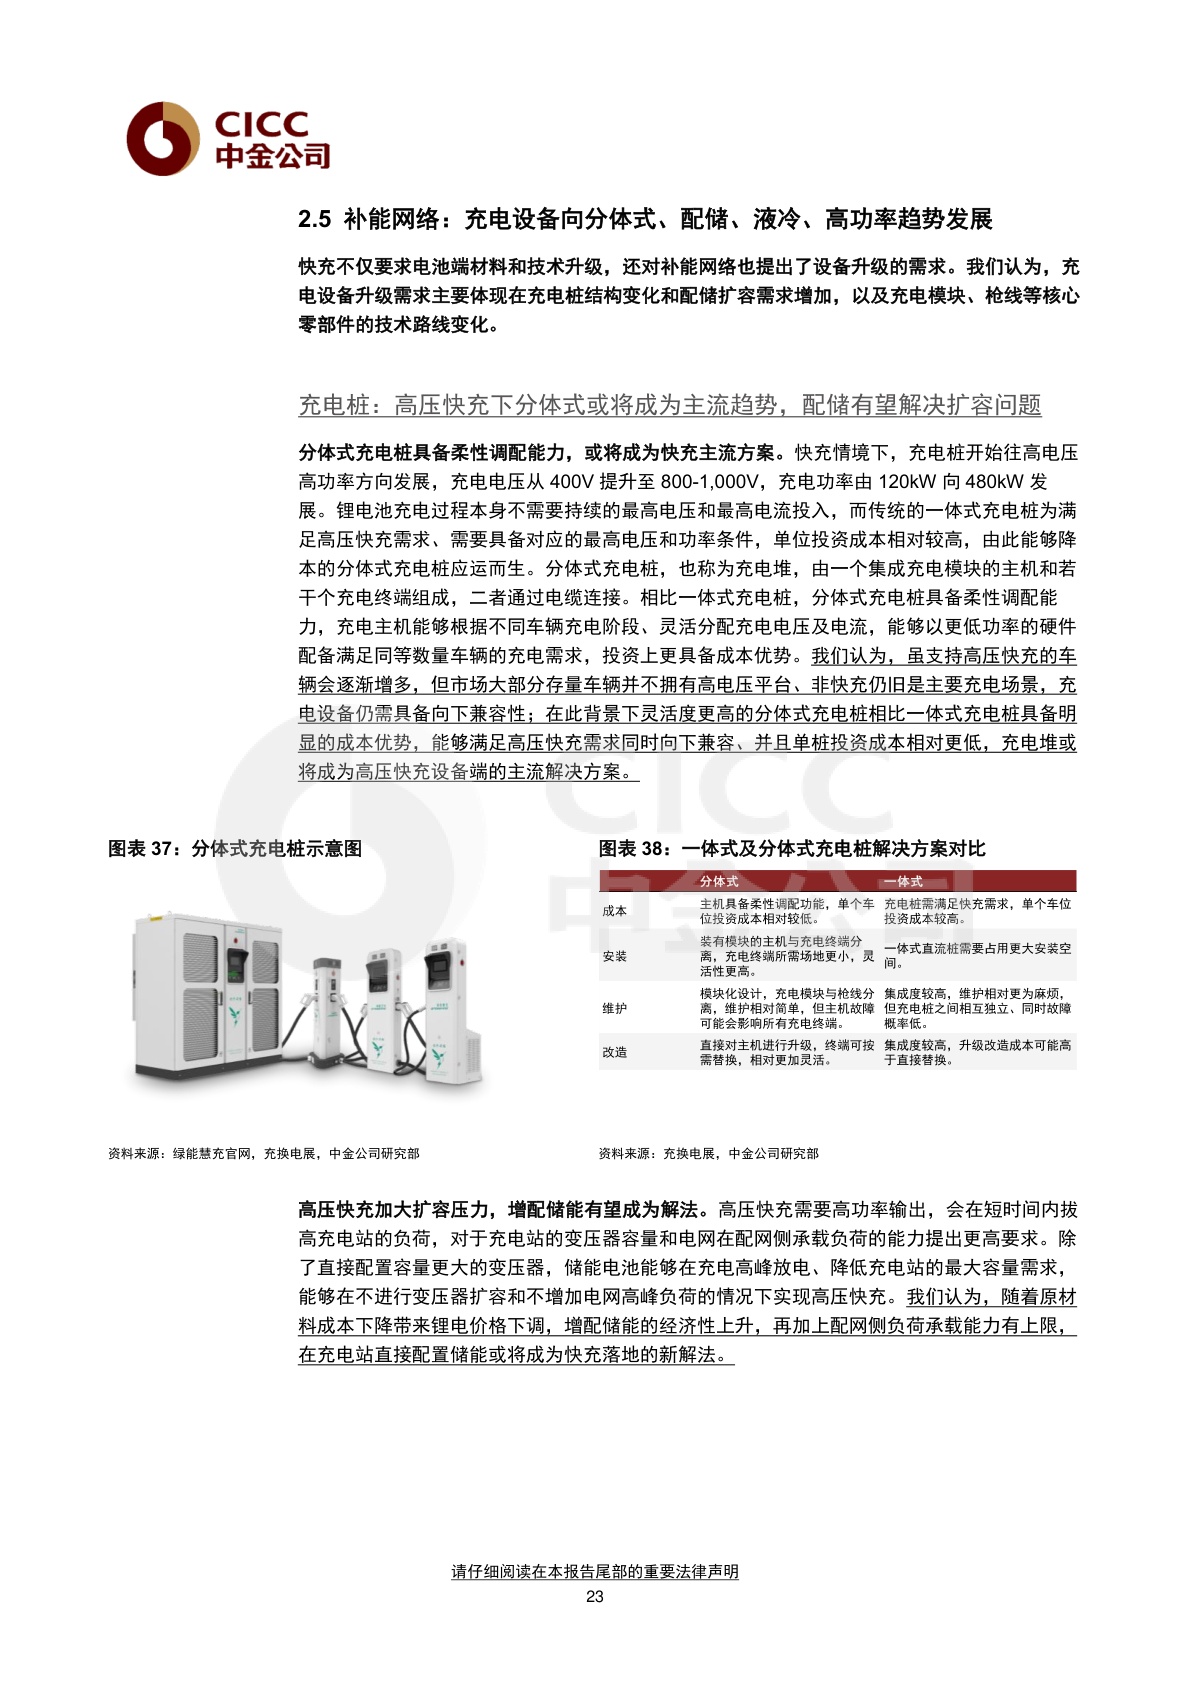 CICC
中金公司
2.5 补能网络：充电设备向分体式、配储、液冷、高功率趋势发展
快充不仅要求电池端材料和技术升级，还对补能网络也提出了设备升级的需求。我们认为，充
电设备升级需求主要体现在充电桩结构变化和配储扩容需求增加，以及充电模块、枪线等核心
零部件的技术路线变化。
充电桩：高压快充下分体式或将成为主流趋势，配储有望解决扩容问题
分体式充电桩具备柔性调配能力，或将成为快充主流方案。快充情境下，充电桩开始往高电压
高功率方向发展，充电电压从 400V 提升至 800-1,000V，充电功率由 120kW 向 480kW 发
展。锂电池充电过程本身不需要持续的最高电压和最高电流投入，而传统的一体式充电桩为满
足高压快充需求、需要具备对应的最高电压和功率条件，单位投资成本相对较高，由此能够降
本的分体式充电桩应运而生。分体式充电桩，也称为充电堆，由一个集成充电模块的主机和若
干个充电终端组成，二者通过电缆连接。相比一体式充电桩，分体式充电桩具备柔性调配能
力，充电主机能够根据不同车辆充电阶段、灵活分配充电电压及电流，能够以更低功率的硬件
配备满足同等数量车辆的充电需求，投资上更具备成本优势。我们认为，虽支持高压快充的车
辆会逐渐增多，但市场大部分存量车辆并不拥有高电压平台、非快充仍旧是主要充电场景，充
电设备仍需具备向下兼容性；在此背景下灵活度更高的分体式充电桩相比一体式充电桩具备明
显的成本优势，能够满足高压快充需求同时向下兼容、并且单桩投资成本相对更低，充电堆或
将成为高压快充设备端的主流解决方案。
图表 37：分体式充电桩示意图
资料来源：绿能慧充官网，充换电展，中金公司研究部
图表 38：一体式及分体式充电桩解决方案对比
分体式 一体式
成本 主机具备柔性调配功能，单个车 充电桩需满足快充需求，单个车位
位投资成本相对较低。 投资成本较高。
装有模块的主机与充电终端分
安装 离，充电终端所需场地更小，灵 一体式直流桩需要占用更大安装空
活性更高。 间。
模块化设计，充电模块与枪线分 集成度较高，维护相对更为麻烦，
维护 离，维护相对简单，但主机故障 但充电桩之间相互独立、同时故障
可能会影响所有充电终端。 概率低。
改造 直接对主机进行升级，终端可按 集成度较高，升级改造成本可能高
需替换，相对更加灵活。 于直接替换。
资料来源：充换电展，中金公司研究部
高压快充加大扩容压力，增配储能有望成为解法。高压快充需要高功率输出，会在短时间内拔
高充电站的负荷，对于充电站的变压器容量和电网在配网侧承载负荷的能力提出更高要求。除
了直接配置容量更大的变压器，储能电池能够在充电高峰放电、降低充电站的最大容量需求，
能够在不进行变压器扩容和不增加电网高峰负荷的情况下实现高压快充。我们认为，随着原材
料成本下降带来锂电价格下调，增配储能的经济性上升，再加上配网侧负荷承载能力有上限，
在充电站直接配置储能或将成为快充落地的新解法。
请仔细阅读在本报告尾部的重要法律声明
23